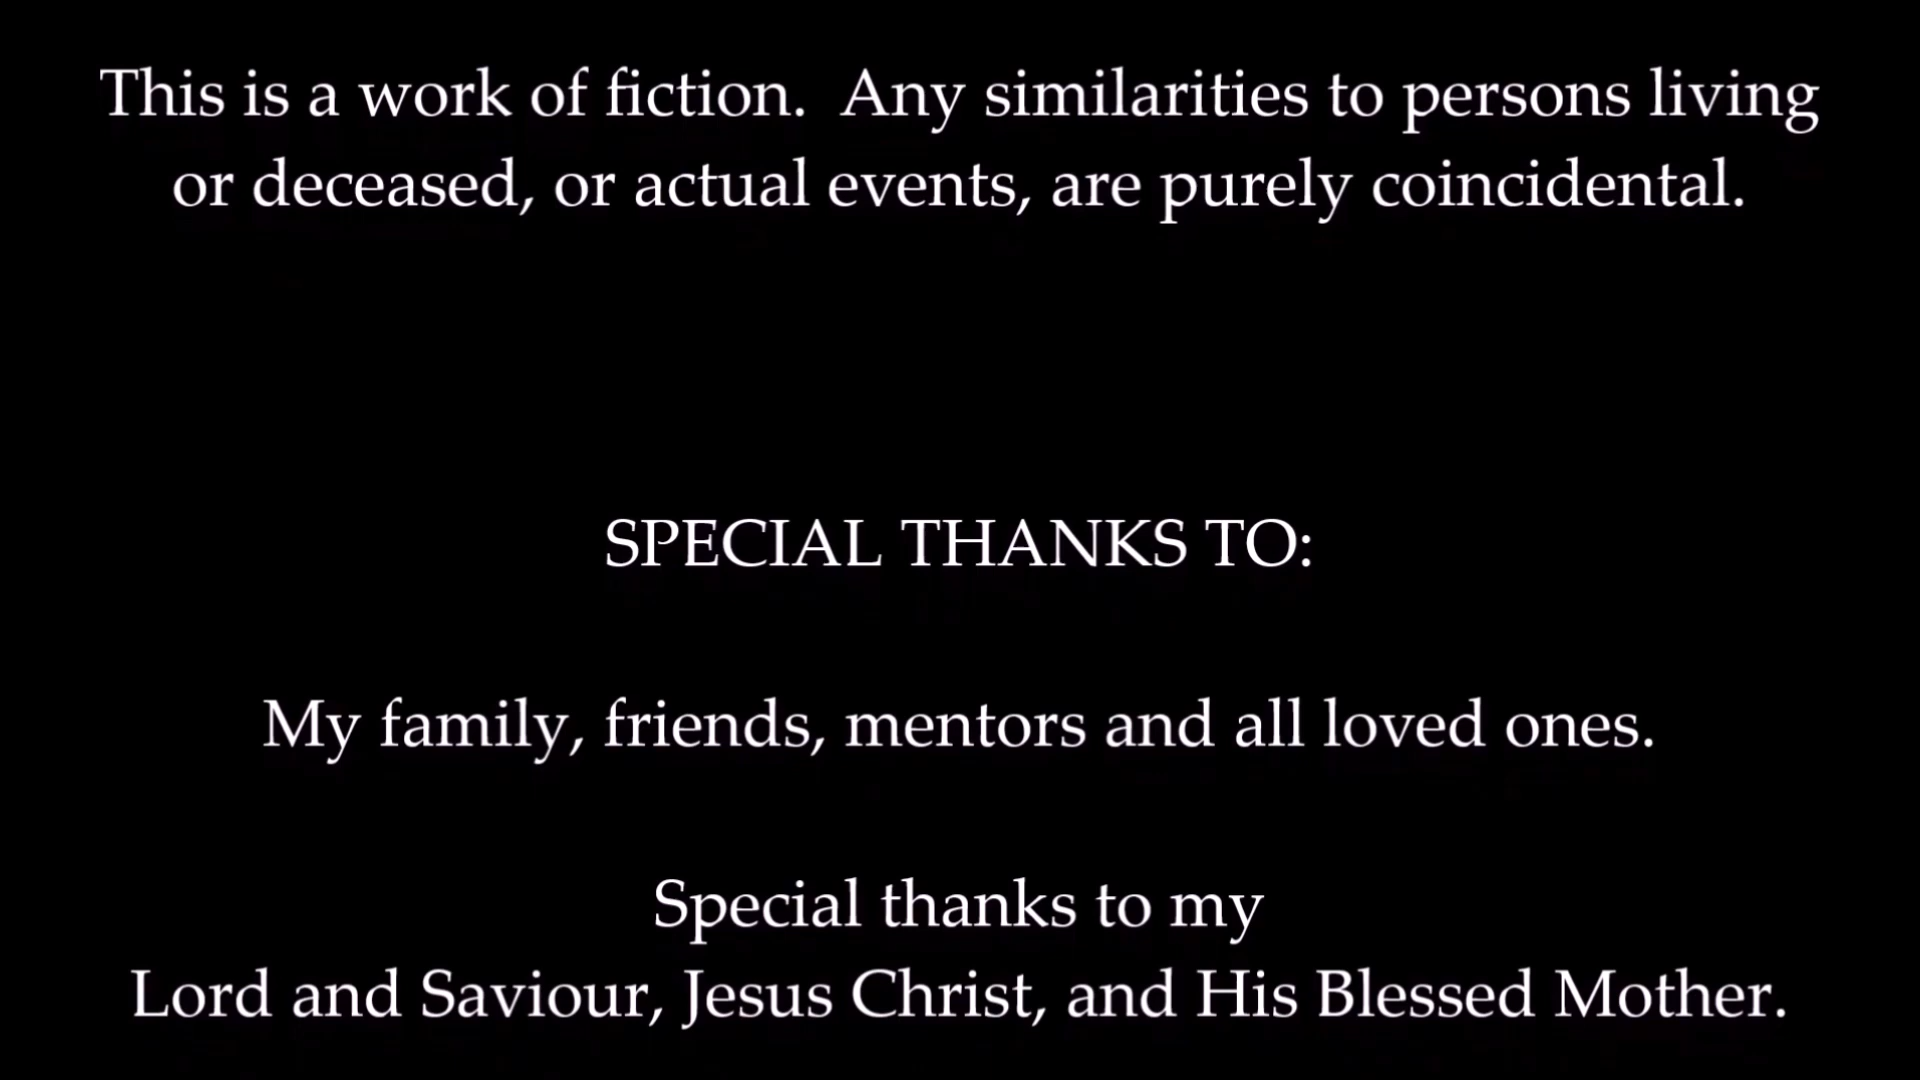 This is a work of fiction.  Any similarities to persons living
or deceased, or actual events, are purely coincidental.
SPECIAL THANKS TO:
My family, friends, mentors and all loved ones.
Special thanks to my
Lord and Saviour, Jesus Christ, and His Blessed Mother.